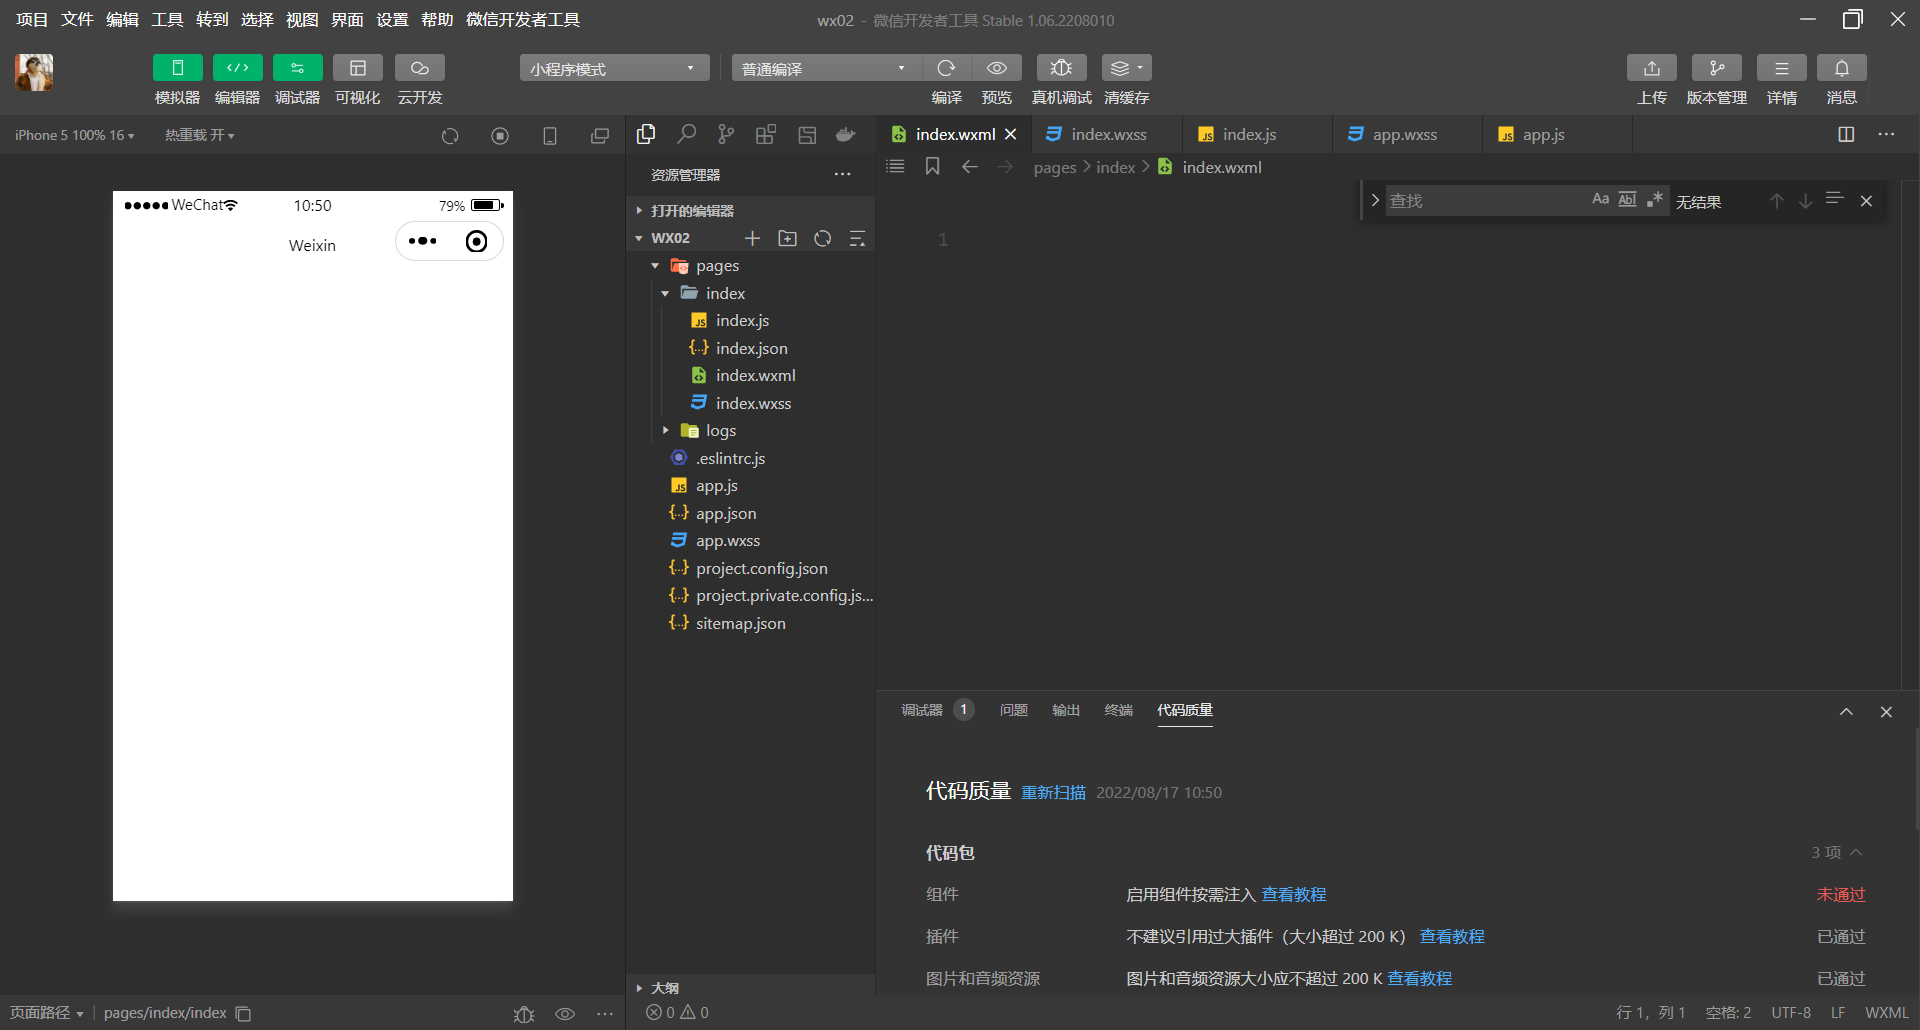 项目 文件 编辑 工具 转到 选择 视图 界面 设置 帮助 微信开发者工具
wx02 - 微信开发者工具 Stable 1.06.2208010
小程序模式
普通编译
模拟器 编辑器 调试器 可视化 云开发
编译 预览 真机调试 清缓存
上传 版本管理 详情 消息
iPhone 5 100% 16
热重载 开
WeChat
10:50
79%
Weixin
资源管理器
打开的编辑器
WX02
pages
index
index.js
index.json
index.wxml
index.wxss
logs
.eslintrc.js
app.js
app.json
app.wxss
project.config.json
project.private.config.js...
sitemap.json
大纲
index.wxml
index.wxss
index.js
app.wxss
app.js
pages > index > index.wxml
查找
Aa Abl .*
无结果
1
调试器 1 问题 输出 终端 代码质量
代码质量 重新扫描 2022/08/17 10:50
代码包 3 项
组件 启用组件按需注入 查看教程 未通过
插件 不建议引用过大插件（大小超过 200 K） 查看教程 已通过
图片和音频资源 图片和音频资源大小应不超过 200 K 查看教程 已通过
页面路径 pages/index/index
0 0
行 1，列 1 空格: 2 UTF-8 LF WXML